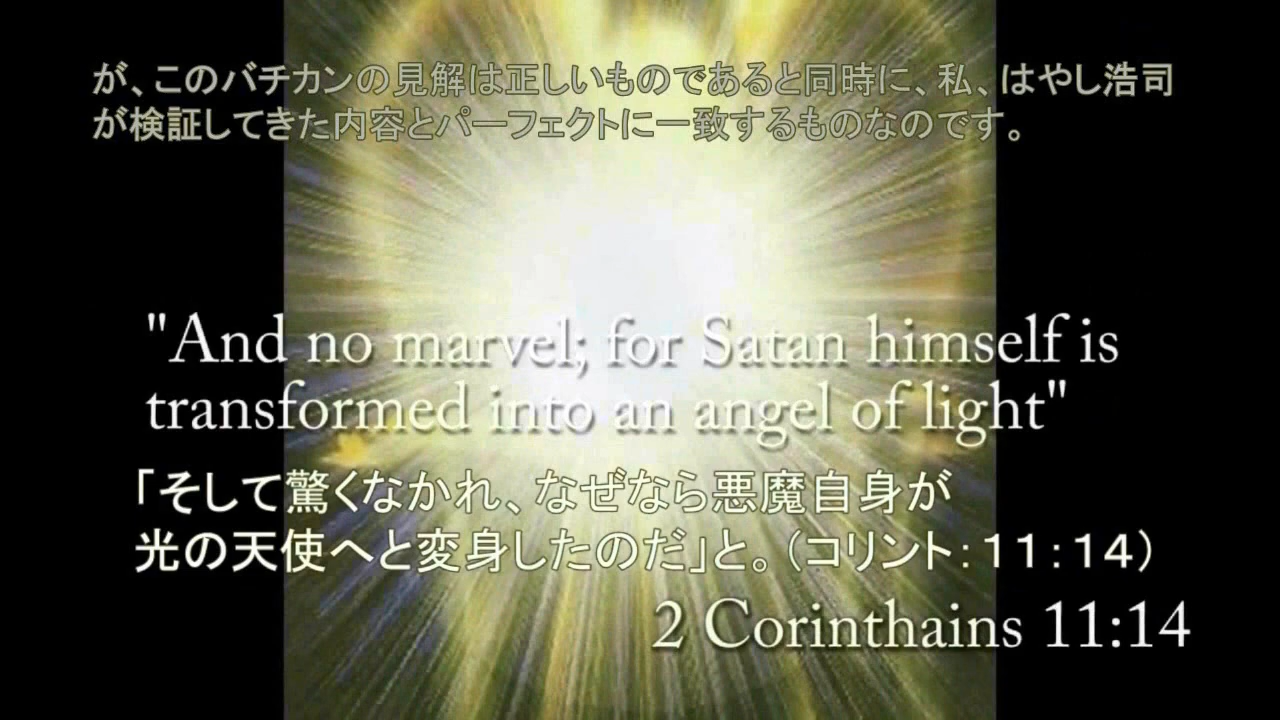 が、このバチカンの見解は正しいものであると同時に、私、はやし浩司
が検証してきた内容とパーフェクトに一致するものなのです。
"And no marvel; for Satan himself is
transformed into an angel of light"
「そして驚くなかれ、なぜなら悪魔自身が
光の天使へと変身したのだ」と。（コリント：１１：１４）
2 Corinthains 11:14